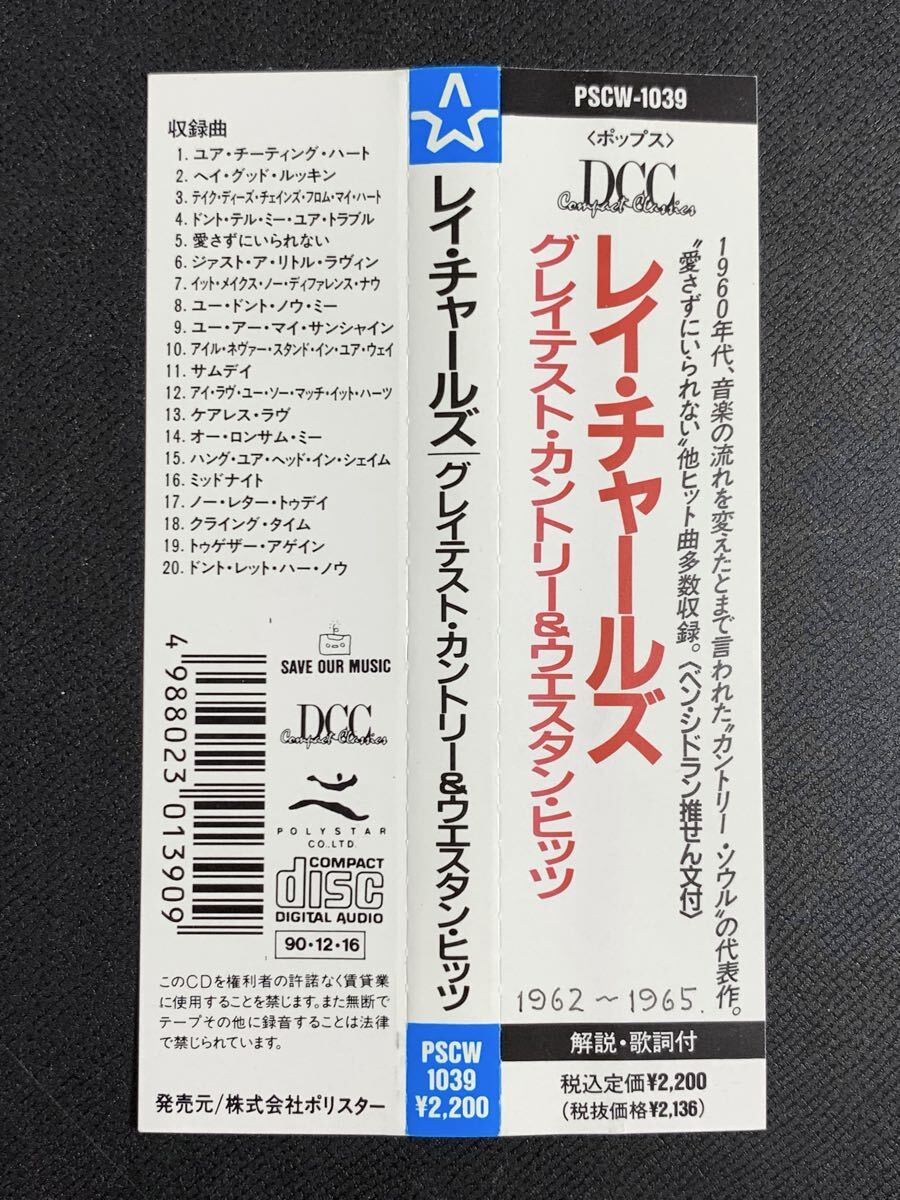 収録曲
1. ユア・チーティング・ハート
2. ヘイ・グッド・ルッキン
3. テイク・ディーズ・チェインズ・フロム・マイ・ハート
4. ドント・テル・ミー・ユア・トラブル
5. 愛さずにいられない
6. ジァスト・ア・リトル・ラヴィン
7. イット・メイクス・ノー・ディファレンス・ナウ
8. ユー・ドント・ノウ・ミー
9. ユー・アー・マイ・サンシャイン
10. アイル・ネヴァー・スタンド・イン・ユア・ウェイ
11. サムデイ
12. アイ・ラヴ・ユー・ソー・マッチ・イット・ハーツ
13. ケアレス・ラヴ
14. オー・ロンサム・ミー
15. ハング・ユア・ヘッド・イン・シェイム
16. ミッドナイト
17. ノー・レター・トゥデイ
18. クライング・タイム
19. トゥゲザー・アゲイン
20. ドント・レット・ハー・ノウ
4 988023 013909
SAVE OUR MUSIC
DCC
Compact Classics
POLYSTAR
CO.LTD.
COMPACT
disc
DIGITAL AUDIO
90・12・16
このCDを権利者の許諾なく賃貸業
に使用することを禁じます。また無断で
テープその他に録音することは法律
で禁じられています。
発売元/株式会社ポリスター
レイ・チャールズ/グレイテスト・カントリー&ウエスタン・ヒッツ
PSCW
1039
¥2,200
PSCW-1039
〈ポップス〉
DCC
Compact Classics
1960年代、音楽の流れを変えたとまで言われた“カントリー・ソウル”の代表作。
“愛さずにいられない”他ヒット曲多数収録。〈ベン・シドラン推せん文付〉
レイ・チャールズ
グレイテスト・カントリー&ウエスタン・ヒッツ
1962～1965.
解説・歌詞付
税込定価¥2,200
(税抜価格¥2,136)